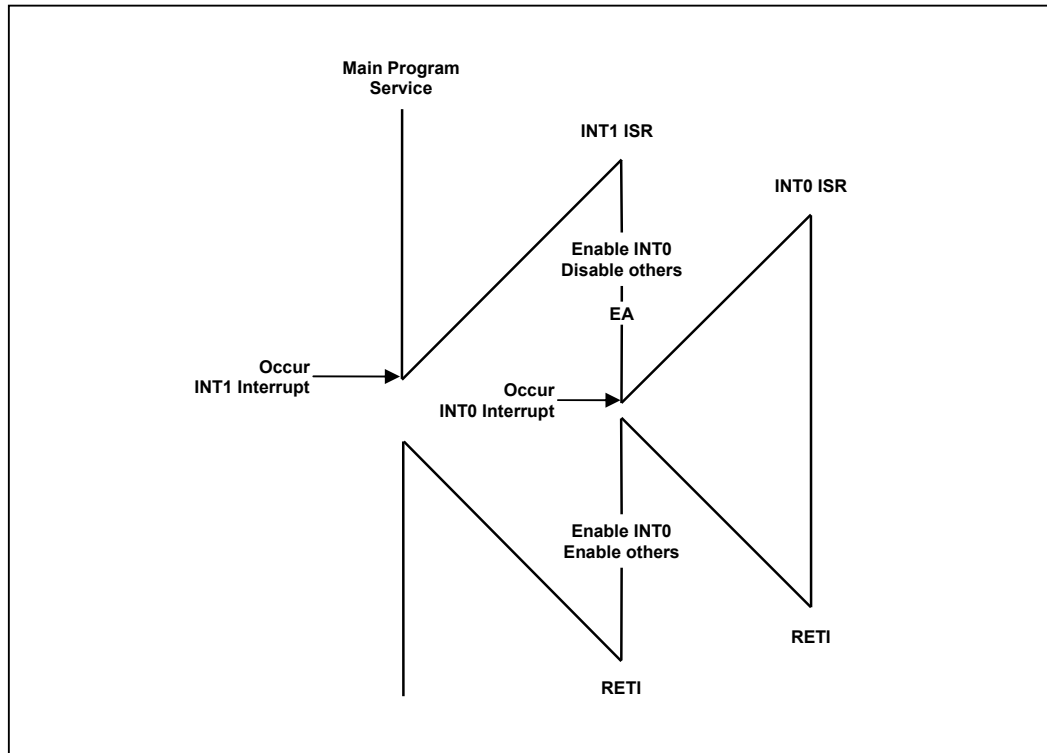 Main Program
Service
INT1 ISR
INT0 ISR
Enable INT0
Disable others
EA
Occur
INT1 Interrupt
Occur
INT0 Interrupt
Enable INT0
Enable others
RETI
RETI